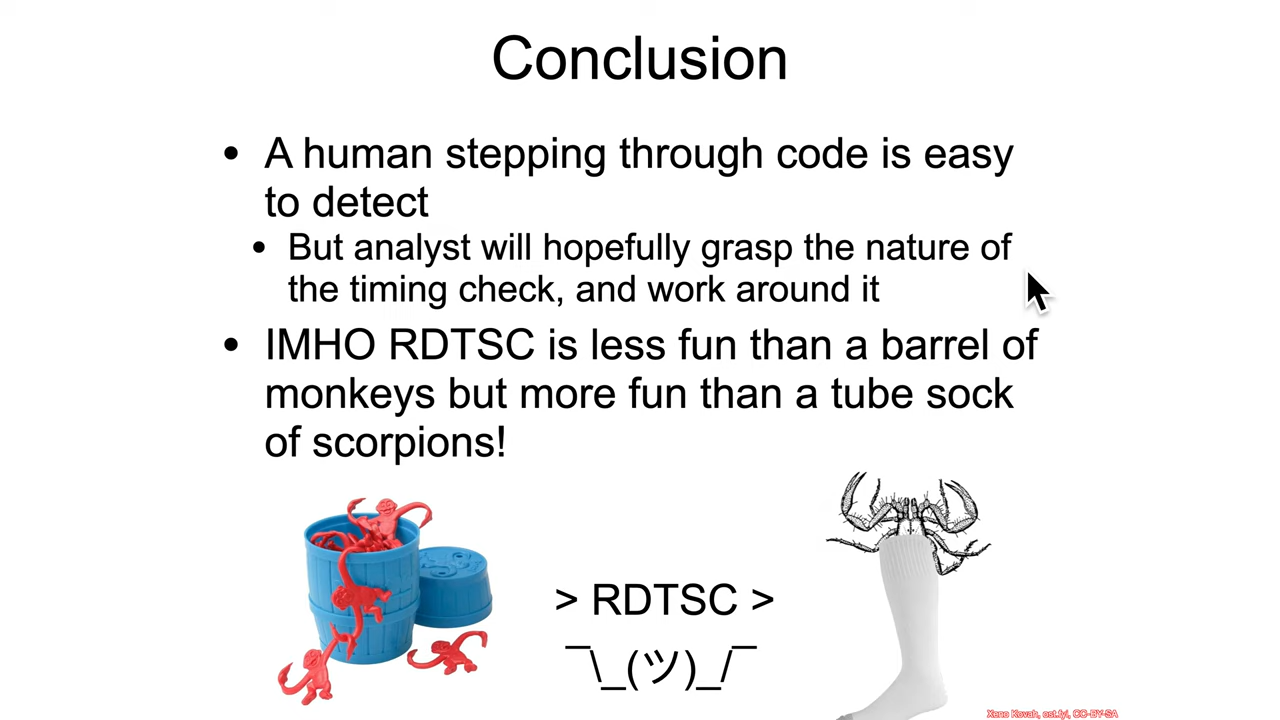 Conclusion
• A human stepping through code is easy
to detect
• But analyst will hopefully grasp the nature of
the timing check, and work around it
• IMHO RDTSC is less fun than a barrel of
monkeys but more fun than a tube sock
of scorpions!
> RDTSC >
¯\_(ツ)_/¯
Xeno Kovah, ost.fyi, CC-BY-SA